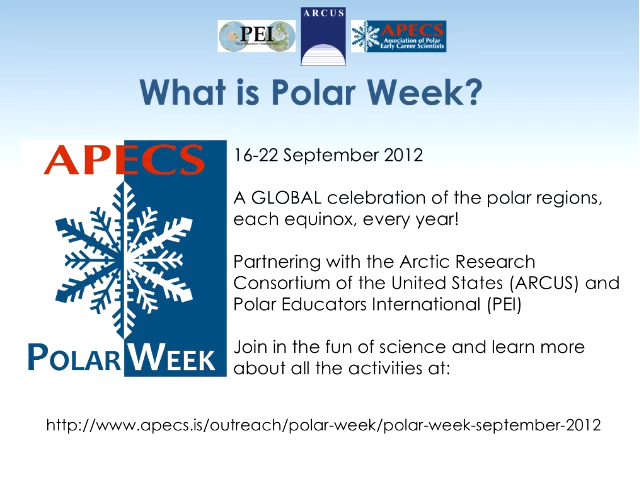 PEI
ARCUS
APECS
Association of Polar
Early Career Scientists
What is Polar Week?
APECS
POLAR WEEK
16-22 September 2012
A GLOBAL celebration of the polar regions,
each equinox, every year!
Partnering with the Arctic Research
Consortium of the United States (ARCUS) and
Polar Educators International (PEI)
Join in the fun of science and learn more
about all the activities at:
http://www.apecs.is/outreach/polar-week/polar-week-september-2012